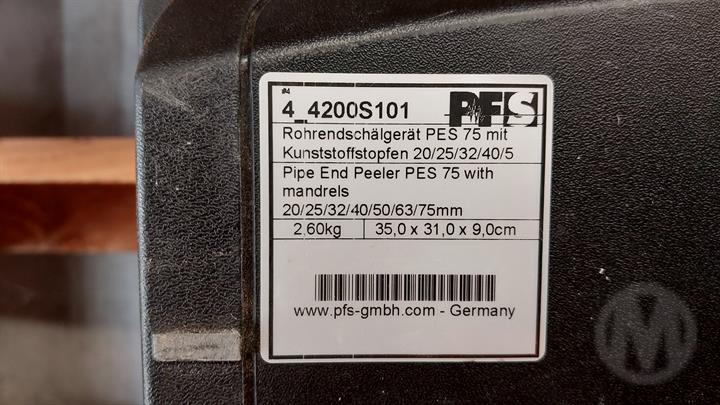 #4
4_4200S101
PFS
Rohrendschälgerät PES 75 mit
Kunststoffstopfen 20/25/32/40/5
Pipe End Peeler PES 75 with
mandrels
20/25/32/40/50/63/75mm
2,60kg 35,0 x 31,0 x 9,0cm
www.pfs-gmbh.com - Germany
M